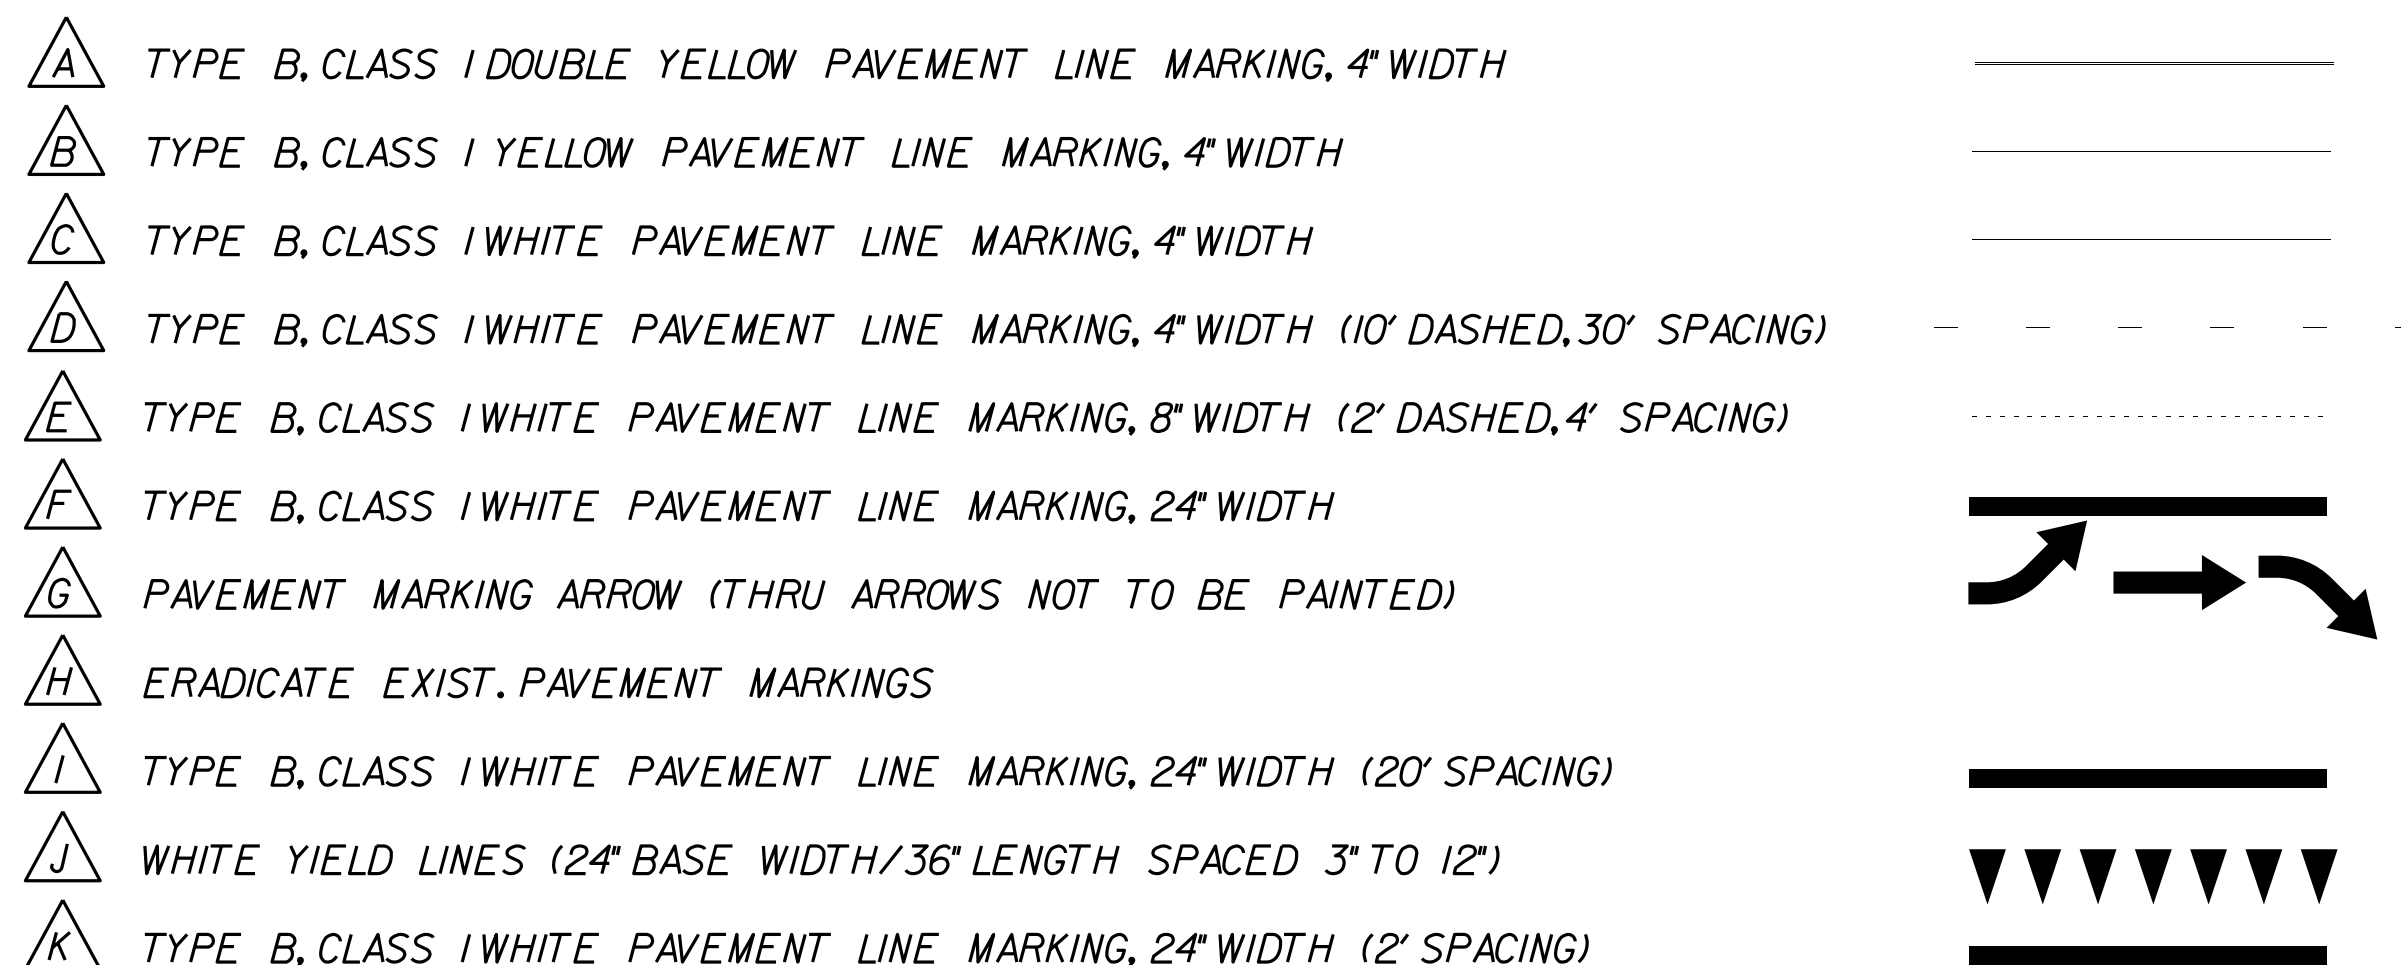 A TYPE B, CLASS I DOUBLE YELLOW PAVEMENT LINE MARKING, 4" WIDTH
B TYPE B, CLASS I YELLOW PAVEMENT LINE MARKING, 4" WIDTH
C TYPE B, CLASS I WHITE PAVEMENT LINE MARKING, 4" WIDTH
D TYPE B, CLASS I WHITE PAVEMENT LINE MARKING, 4" WIDTH (10' DASHED, 30' SPACING)
E TYPE B, CLASS I WHITE PAVEMENT LINE MARKING, 8" WIDTH (2' DASHED, 4' SPACING)
F TYPE B, CLASS I WHITE PAVEMENT LINE MARKING, 24" WIDTH
G PAVEMENT MARKING ARROW (THRU ARROWS NOT TO BE PAINTED)
H ERADICATE EXIST. PAVEMENT MARKINGS
I TYPE B, CLASS I WHITE PAVEMENT LINE MARKING, 24" WIDTH (20' SPACING)
J WHITE YIELD LINES (24" BASE WIDTH/36" LENGTH SPACED 3" TO 12")
K TYPE B, CLASS I WHITE PAVEMENT LINE MARKING, 24" WIDTH (2' SPACING)